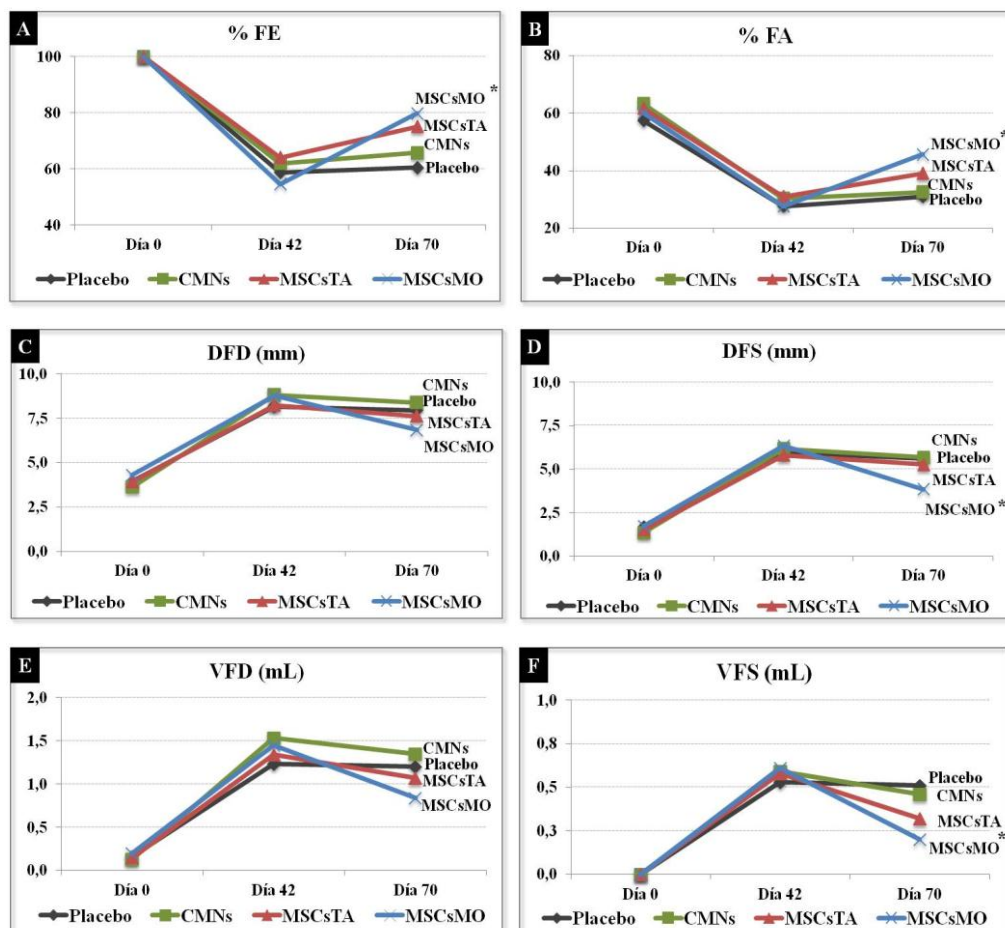 A
% FE
100
80
60
40
MSCsMO *
MSCsTA
CMNs
Placebo
Día 0 Día 42 Día 70
Placebo CMNs MSCsTA MSCsMO
B
% FA
80
60
40
20
MSCsMO *
MSCsTA
CMNs
Placebo
Día 0 Día 42 Día 70
Placebo CMNs MSCsTA MSCsMO
C
DFD (mm)
10,0
7,5
5,0
2,5
0,0
CMNs
Placebo
MSCsTA
MSCsMO
Día 0 Día 42 Día 70
Placebo CMNs MSCsTA MSCsMO
D
DFS (mm)
10,0
7,5
5,0
2,5
0,0
CMNs
Placebo
MSCsTA
MSCsMO *
Día 0 Día 42 Día 70
Placebo CMNs MSCsTA MSCsMO
E
VFD (mL)
2,0
1,5
1,0
0,5
0,0
CMNs
Placebo
MSCsTA
MSCsMO
Día 0 Día 42 Día 70
Placebo CMNs MSCsTA MSCsMO
F
VFS (mL)
1,0
0,8
0,5
0,3
0,0
Placebo
CMNs
MSCsTA
MSCsMO *
Día 0 Día 42 Día 70
Placebo CMNs MSCsTA MSCsMO